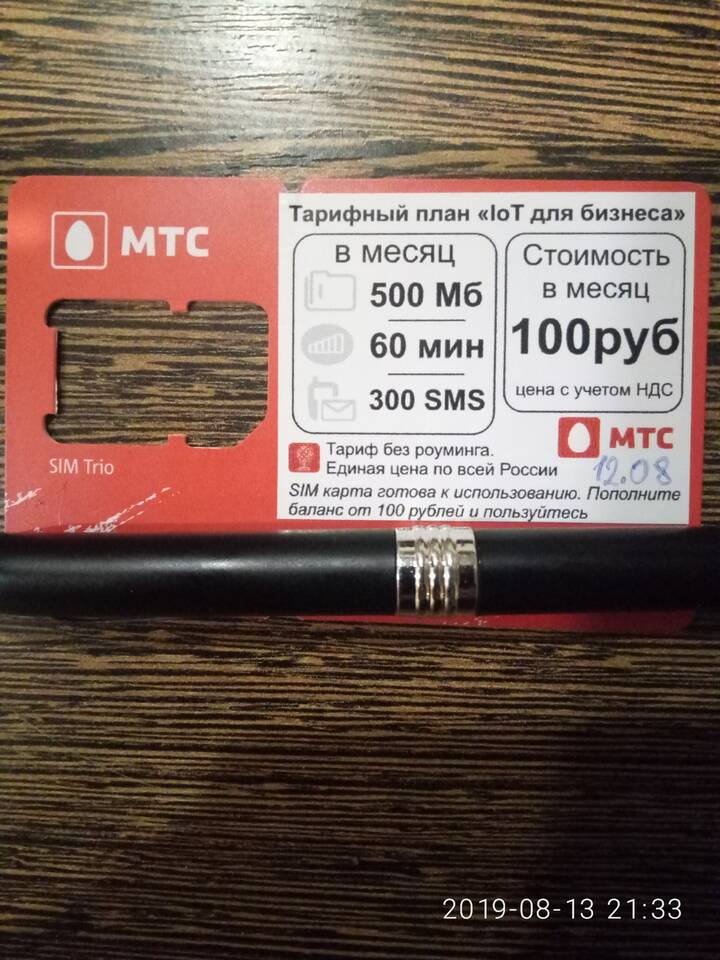 МТС
SIM Trio
Тарифный план «IoT для бизнеса»
в месяц
500 Мб
60 мин
300 SMS
Стоимость
в месяц
100руб
цена с учетом НДС
МТС
Тариф без роуминга.
Единая цена по всей России
12.08
SIM карта готова к использованию. Пополните
баланс от 100 рублей и пользуйтесь
2019-08-13 21:33